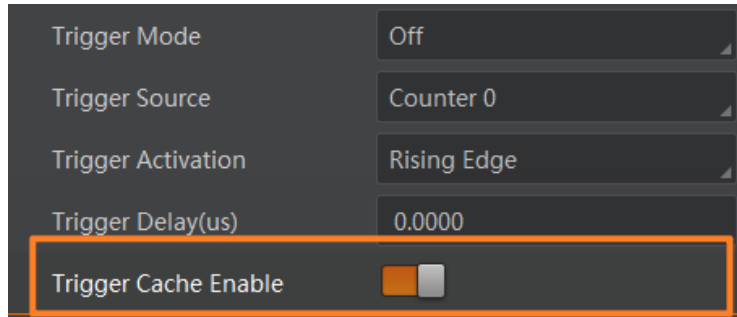 Trigger Mode Off
Trigger Source Counter 0
Trigger Activation Rising Edge
Trigger Delay(us) 0.0000
Trigger Cache Enable